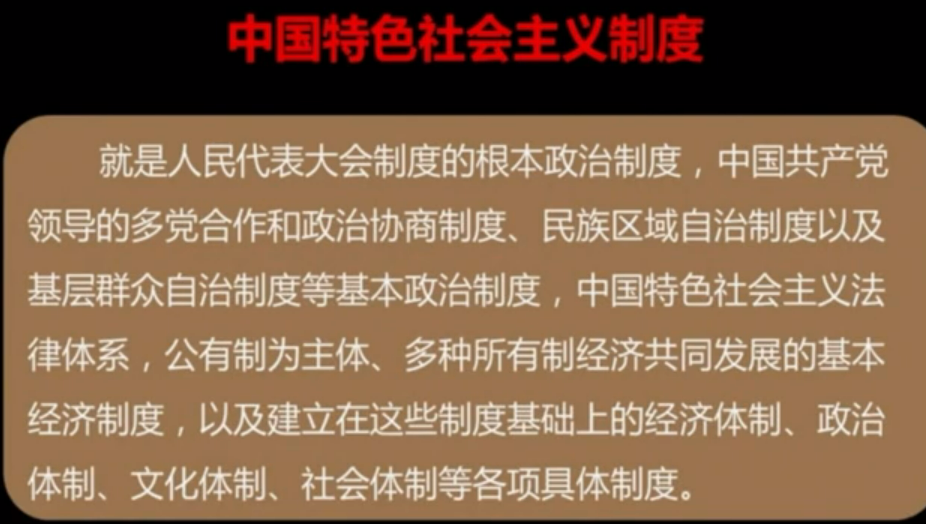 中国特色社会主义制度
就是人民代表大会制度的根本政治制度，中国共产党
领导的多党合作和政治协商制度、民族区域自治制度以及
基层群众自治制度等基本政治制度，中国特色社会主义法
律体系，公有制为主体、多种所有制经济共同发展的基本
经济制度，以及建立在这些制度基础上的经济体制、政治
体制、文化体制、社会体制等各项具体制度。